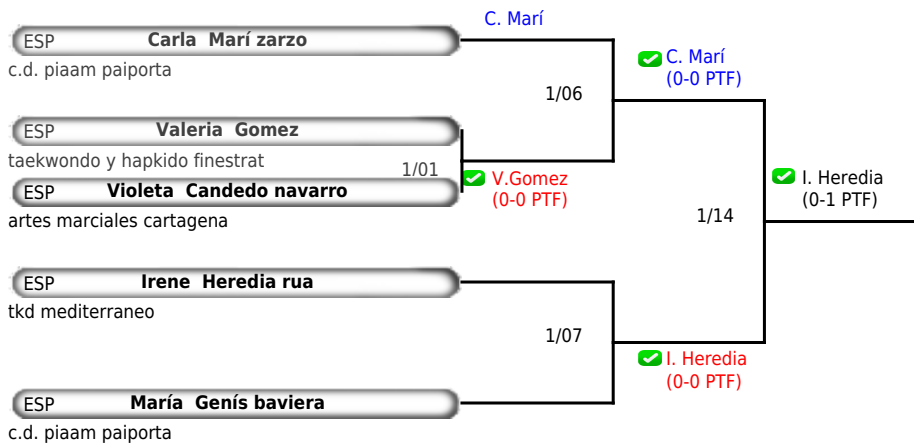 C. Marí
ESP Carla Marí zarzo
c.d. piaam paiporta
C. Marí
(0-0 PTF)
1/06
ESP Valeria Gomez
taekwondo y hapkido finestrat
1/01
V.Gomez
(0-0 PTF)
ESP Violeta Candedo navarro
artes marciales cartagena
I. Heredia
(0-1 PTF)
1/14
ESP Irene Heredia rua
tkd mediterraneo
1/07
I. Heredia
(0-0 PTF)
ESP María Genís baviera
c.d. piaam paiporta